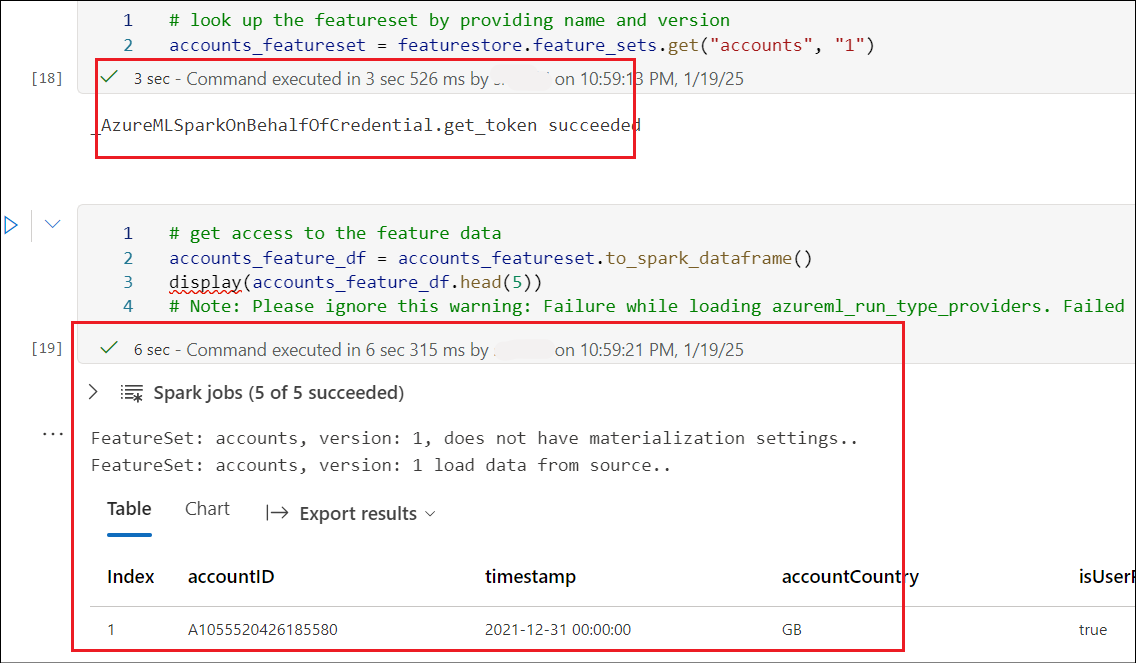 1 # look up the featureset by providing name and version
2 accounts_featureset = featurestore.feature_sets.get("accounts", "1")
[18] 3 sec - Command executed in 3 sec 526 ms by on 10:59:13 PM, 1/19/25
_AzureMLSparkOnBehalfOfCredential.get_token succeeded
1 # get access to the feature data
2 accounts_feature_df = accounts_featureset.to_spark_dataframe()
3 display(accounts_feature_df.head(5))
4 # Note: Please ignore this warning: Failure while loading azureml_run_type_providers. Failed
[19] 6 sec - Command executed in 6 sec 315 ms by on 10:59:21 PM, 1/19/25
Spark jobs (5 of 5 succeeded)
FeatureSet: accounts, version: 1, does not have materialization settings..
FeatureSet: accounts, version: 1 load data from source..
Table Chart Export results
Index accountID timestamp accountCountry isUser
1 A1055520426185580 2021-12-31 00:00:00 GB true